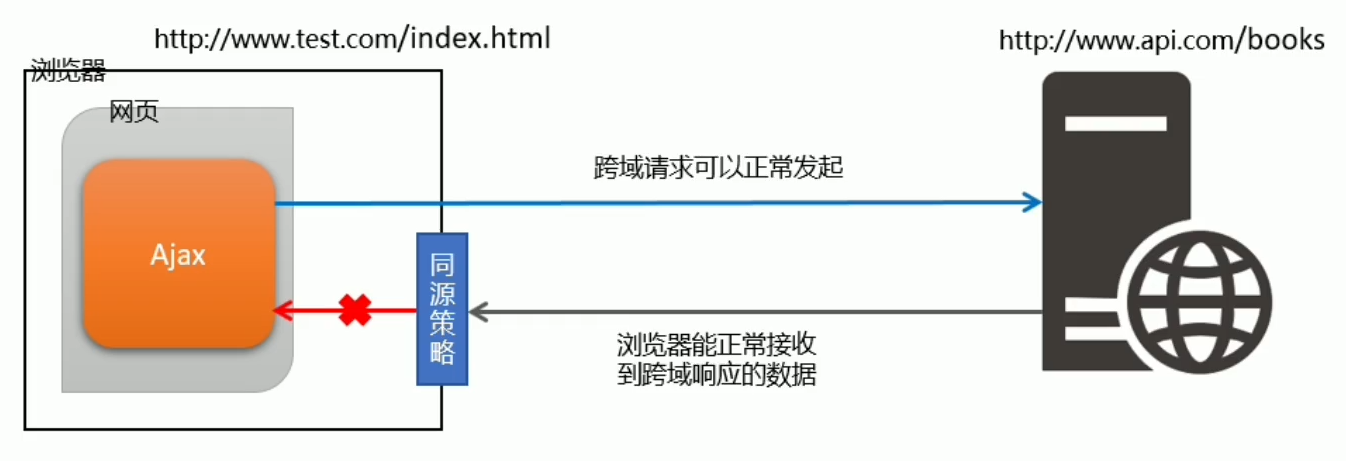 http://www.test.com/index.html
http://www.api.com/books
浏览器
网页
跨域请求可以正常发起
Ajax
同
源
策
略
浏览器能正常接收
到跨域响应的数据